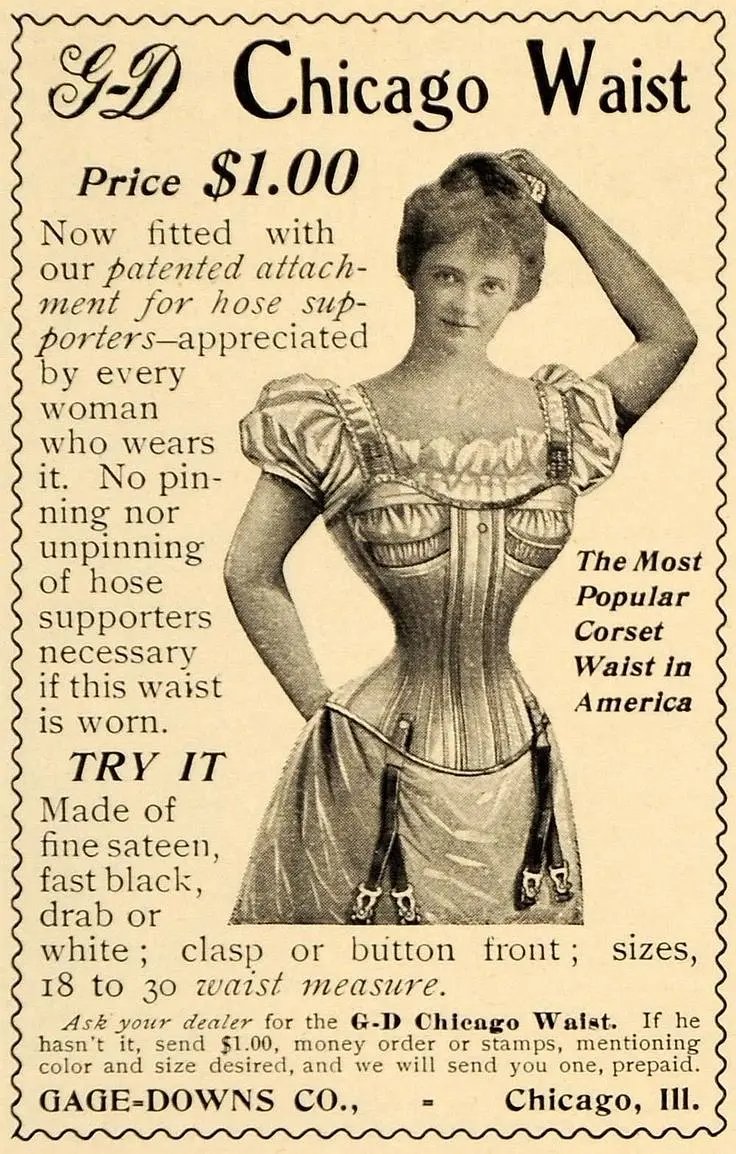 G-D Chicago Waist
Price $1.00
Now fitted with
our patented attach-
ment for hose sup-
porters—appreciated
by every
woman
who wears
it. No pin-
ning nor
unpinning
of hose
supporters
necessary
if this waist
is worn.
The Most
Popular
Corset
Waist in
America
TRY IT
Made of
fine sateen,
fast black,
drab or
white; clasp or button front; sizes,
18 to 30 waist measure.
Ask your dealer for the G-D Chicago Waist. If he
hasn't it, send $1.00, money order or stamps, mentioning
color and size desired, and we will send you one, prepaid.
GAGE=DOWNS CO., = Chicago, Ill.